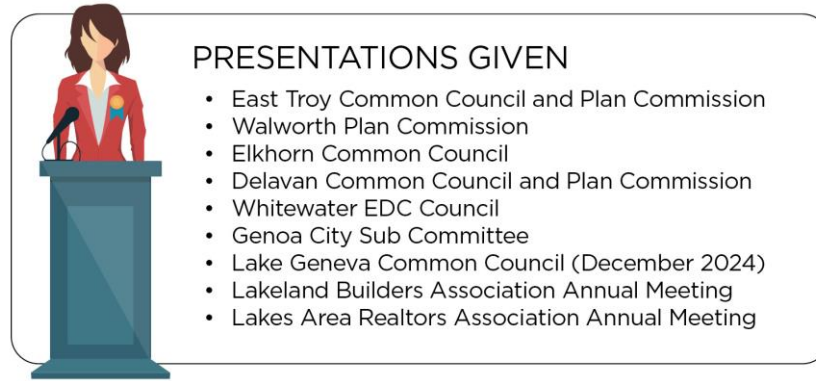 PRESENTATIONS GIVEN
• East Troy Common Council and Plan Commission
• Walworth Plan Commission
• Elkhorn Common Council
• Delavan Common Council and Plan Commission
• Whitewater EDC Council
• Genoa City Sub Committee
• Lake Geneva Common Council (December 2024)
• Lakeland Builders Association Annual Meeting
• Lakes Area Realtors Association Annual Meeting